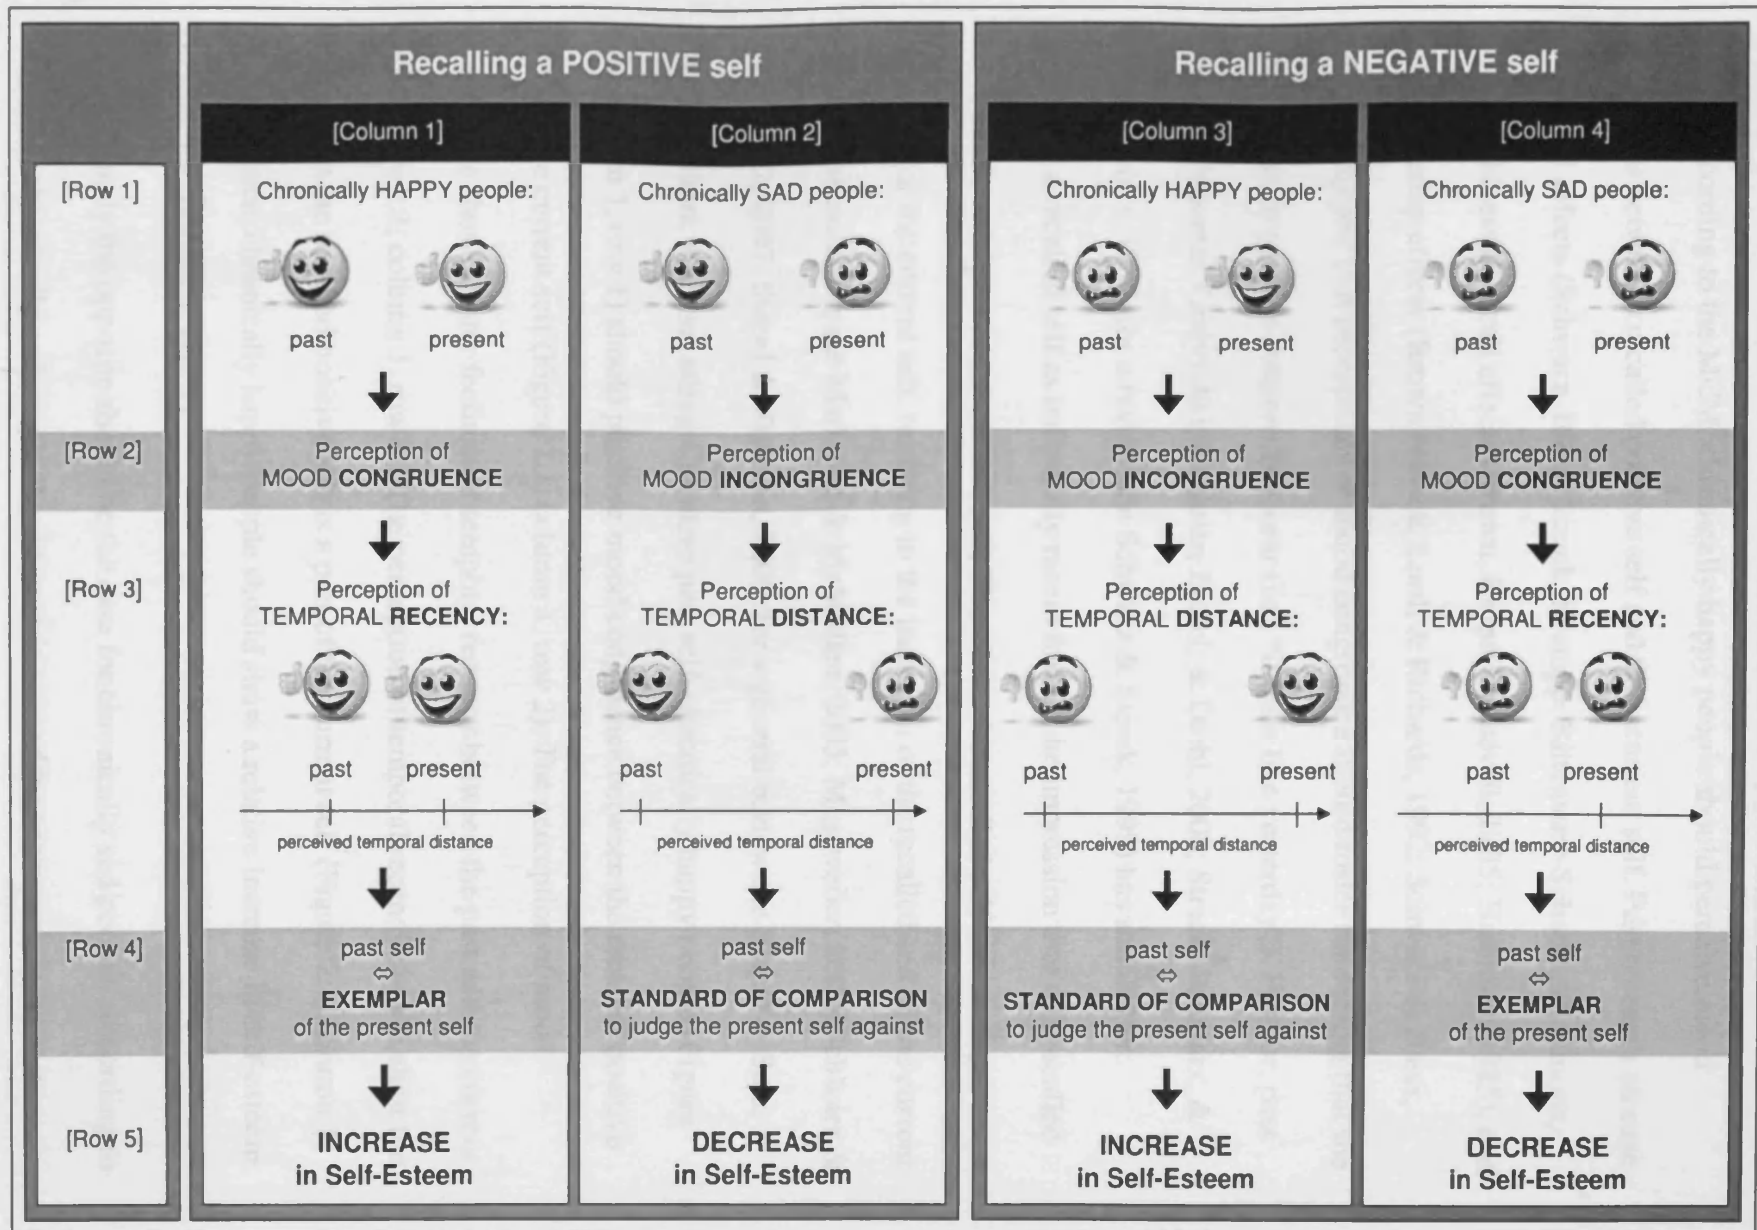 Recalling a POSITIVE self
Recalling a NEGATIVE self
[Column 1]
[Column 2]
[Column 3]
[Column 4]
[Row 1]
Chronically HAPPY people:
past present
Chronically SAD people:
past present
Chronically HAPPY people:
past present
Chronically SAD people:
past present
[Row 2]
Perception of
MOOD CONGRUENCE
Perception of
MOOD INCONGRUENCE
Perception of
MOOD INCONGRUENCE
Perception of
MOOD CONGRUENCE
[Row 3]
Perception of
TEMPORAL RECENCY:
past present
perceived temporal distance
Perception of
TEMPORAL DISTANCE:
past present
perceived temporal distance
Perception of
TEMPORAL DISTANCE:
past present
perceived temporal distance
Perception of
TEMPORAL RECENCY:
past present
perceived temporal distance
[Row 4]
past self
⇔
EXEMPLAR
of the present self
past self
⇔
STANDARD OF COMPARISON
to judge the present self against
past self
⇔
STANDARD OF COMPARISON
to judge the present self against
past self
⇔
EXEMPLAR
of the present self
[Row 5]
INCREASE
in Self-Esteem
DECREASE
in Self-Esteem
INCREASE
in Self-Esteem
DECREASE
in Self-Esteem